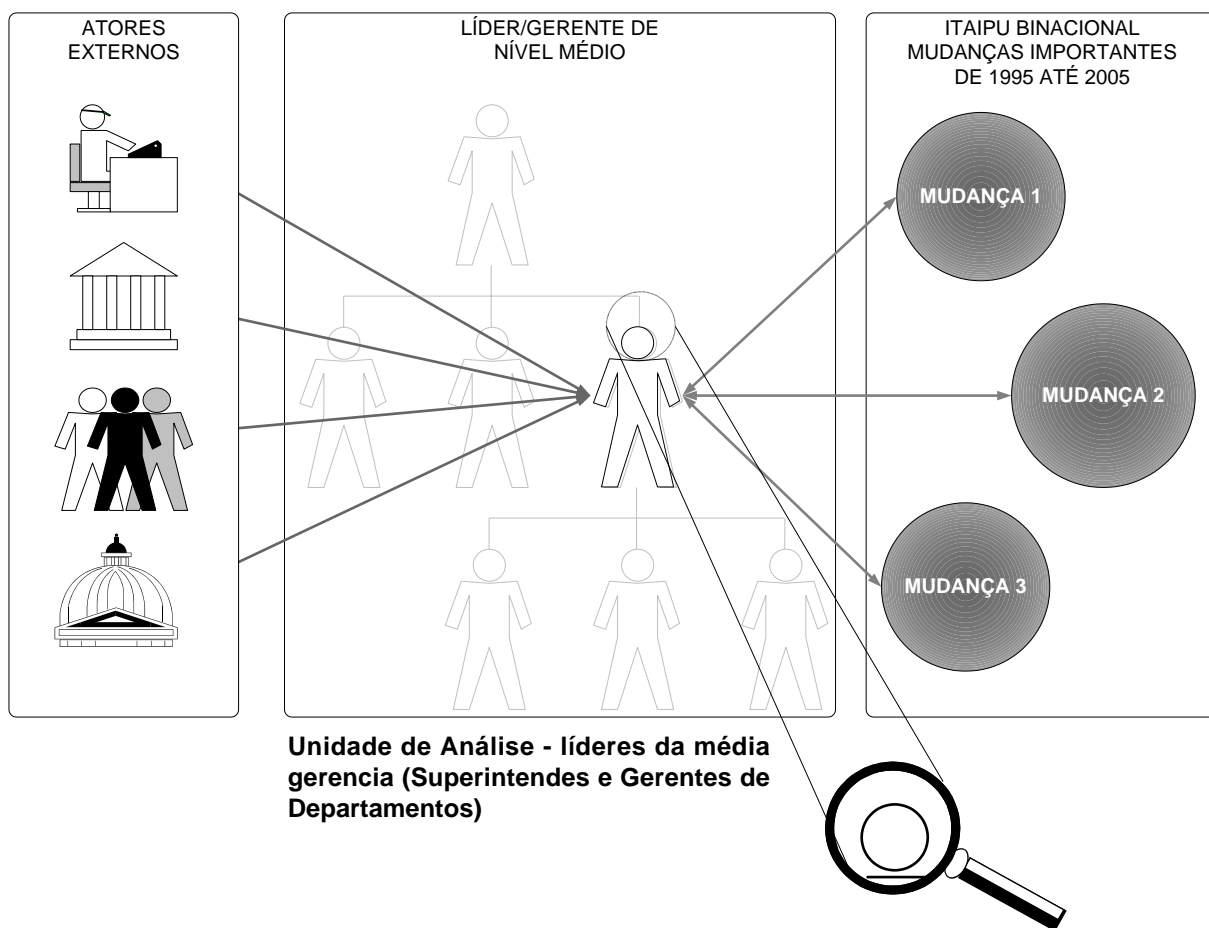 ATORES
EXTERNOS
LÍDER/GERENTE DE
NÍVEL MÉDIO
ITAIPU BINACIONAL
MUDANÇAS IMPORTANTES
DE 1995 ATÉ 2005
MUDANÇA 1
MUDANÇA 2
MUDANÇA 3
Unidade de Análise - líderes da média
gerencia (Superintendes e Gerentes de
Departamentos)